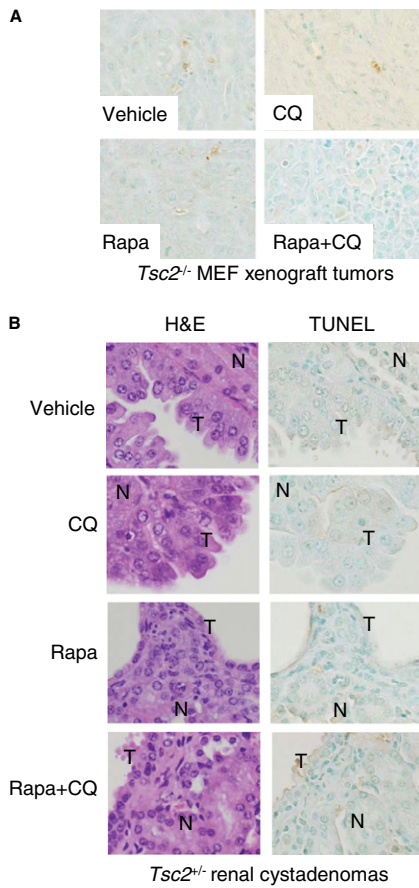 A
Vehicle
CQ
Rapa
Rapa+CQ
Tsc2-/- MEF xenograft tumors
B
H&E
TUNEL
Vehicle
N
T
N
T
CQ
N
T
N
T
Rapa
T
N
T
N
Rapa+CQ
T
N
T
N
Tsc2+/- renal cystadenomas